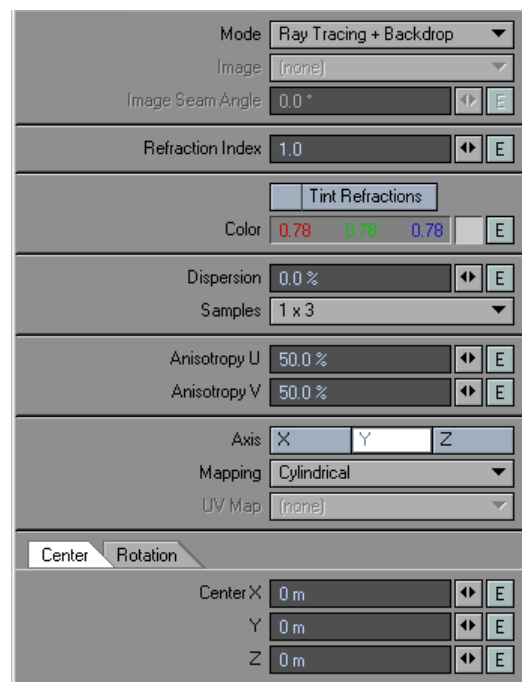 Mode Ray Tracing + Backdrop
Image (none)
Image Seam Angle 0.0 ° E
Refraction Index 1.0 E
Tint Refractions
Color 0.78 0.78 0.78 E
Dispersion 0.0 % E
Samples 1 x 3
Anisotropy U 50.0 % E
Anisotropy V 50.0 % E
Axis X Y Z
Mapping Cylindrical
UV Map (none)
Center Rotation
Center X 0 m E
Y 0 m E
Z 0 m E